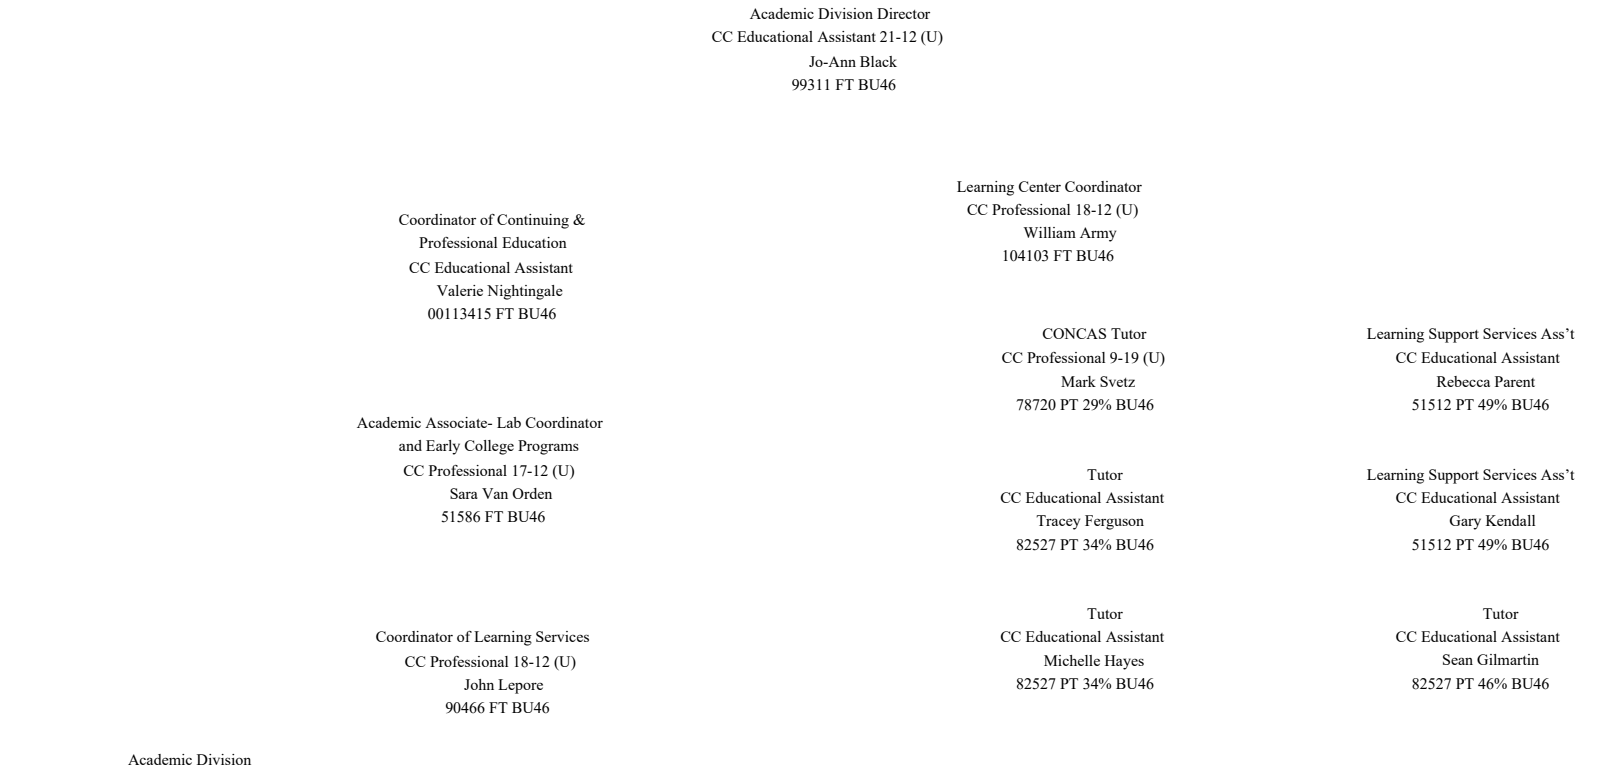 Academic Division Director
CC Educational Assistant 21-12 (U)
Jo-Ann Black
99311 FT BU46
Coordinator of Continuing &
Professional Education
CC Educational Assistant
Valerie Nightingale
00113415 FT BU46
Academic Associate- Lab Coordinator
and Early College Programs
CC Professional 17-12 (U)
Sara Van Orden
51586 FT BU46
Coordinator of Learning Services
CC Professional 18-12 (U)
John Lepore
90466 FT BU46
Learning Center Coordinator
CC Professional 18-12 (U)
William Army
104103 FT BU46
CONCAS Tutor
CC Professional 9-19 (U)
Mark Svetz
78720 PT 29% BU46
Learning Support Services Ass’t
CC Educational Assistant
Rebecca Parent
51512 PT 49% BU46
Tutor
CC Educational Assistant
Tracey Ferguson
82527 PT 34% BU46
Learning Support Services Ass’t
CC Educational Assistant
Gary Kendall
51512 PT 49% BU46
Tutor
CC Educational Assistant
Michelle Hayes
82527 PT 34% BU46
Tutor
CC Educational Assistant
Sean Gilmartin
82527 PT 46% BU46
Academic Division